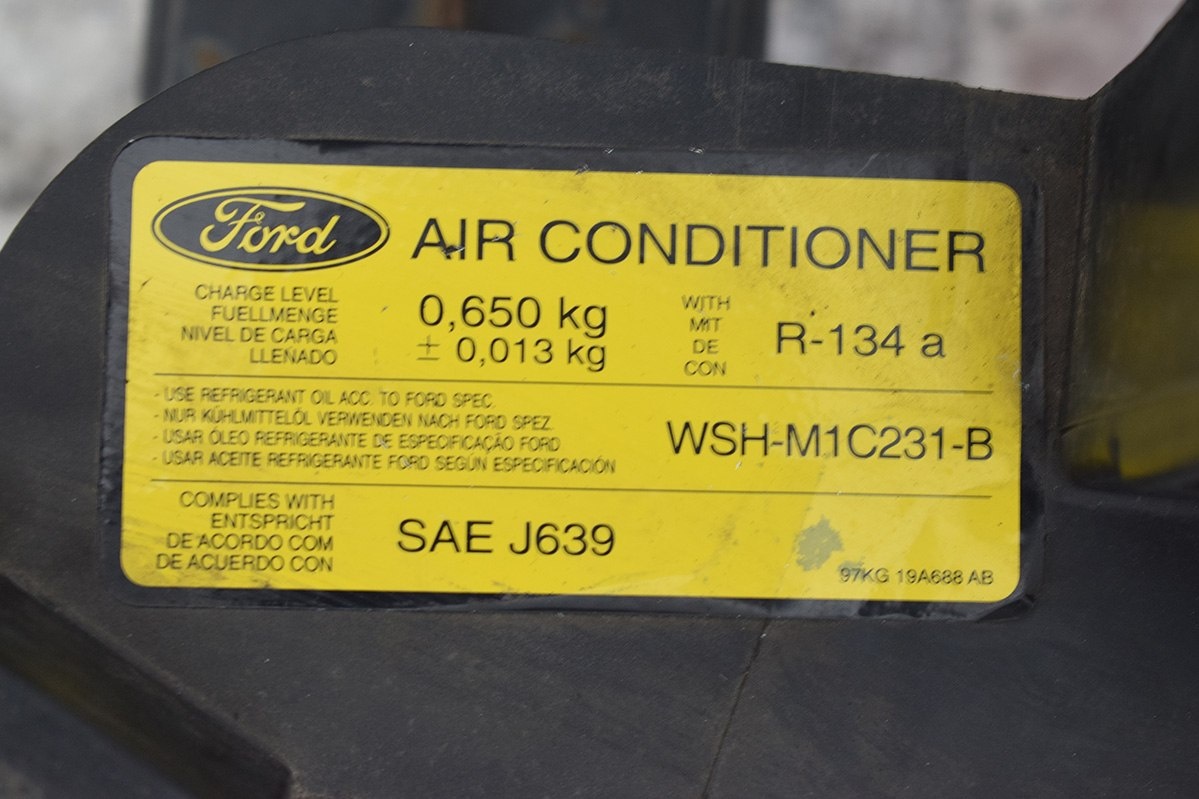 Ford AIR CONDITIONER
CHARGE LEVEL
FUELLMENGE
NIVEL DE CARGA
LLEÑADO
0,650 kg
± 0,013 kg
WITH
MIT
DE
CON
R-134 a
- USE REFRIGERANT OIL ACC. TO FORD SPEC.
- NUR KÜHLMITTELÖL VERWENDEN NACH FORD SPEZ.
- USAR ÓLEO REFRIGERANTE DE ESPECIFICAÇÃO FORD
- USAR ACEITE REFRIGERANTE FORD SEGÚN ESPECIFICACIÓN
WSH-M1C231-B
COMPLIES WITH
ENTSPRICHT
DE ACORDO COM
DE ACUERDO CON
SAE J639
97KG 19A688 AB